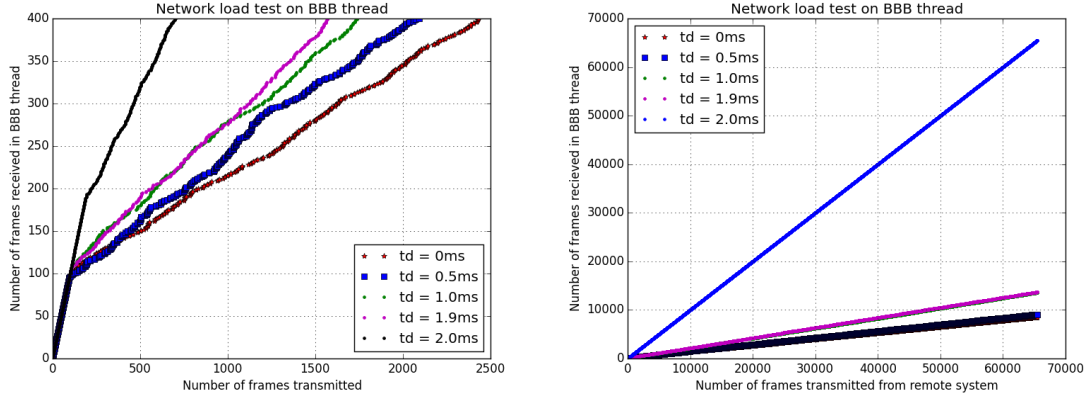 Network load test on BBB thread
Number of frames received in BBB thread
400
350
300
250
200
150
100
50
0
td = 0ms
td = 0.5ms
td = 1.0ms
td = 1.9ms
td = 2.0ms
0 500 1000 1500 2000 2500
Number of frames transmitted
Network load test on BBB thread
Number of frames recieved in BBB thread
70000
60000
50000
40000
30000
20000
10000
0
td = 0ms
td = 0.5ms
td = 1.0ms
td = 1.9ms
td = 2.0ms
0 10000 20000 30000 40000 50000 60000 70000
Number of frames transmitted from remote system